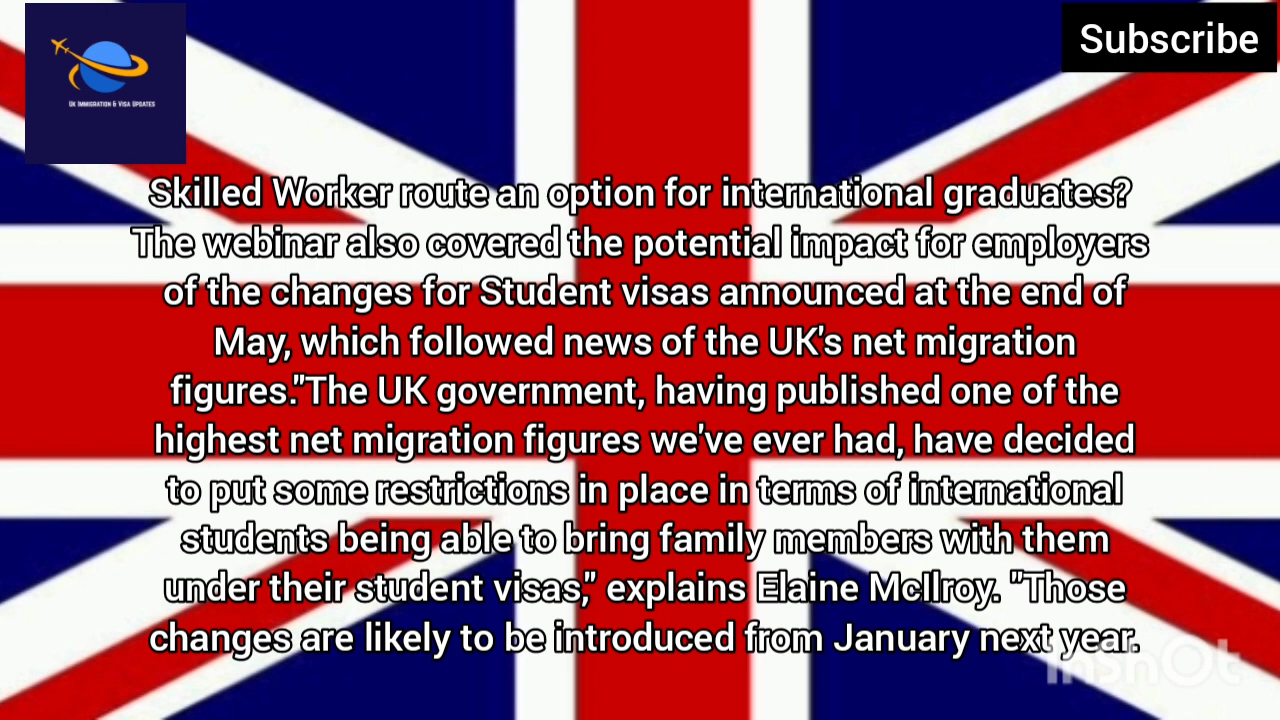 Subscribe
UK Immigration & Visa Updates
Skilled Worker route an option for international graduates?
The webinar also covered the potential impact for employers
of the changes for Student visas announced at the end of
May, which followed news of the UK's net migration
figures."The UK government, having published one of the
highest net migration figures we've ever had, have decided
to put some restrictions in place in terms of international
students being able to bring family members with them
under their student visas," explains Elaine McIlroy. "Those
changes are likely to be introduced from January next year.
InShOt